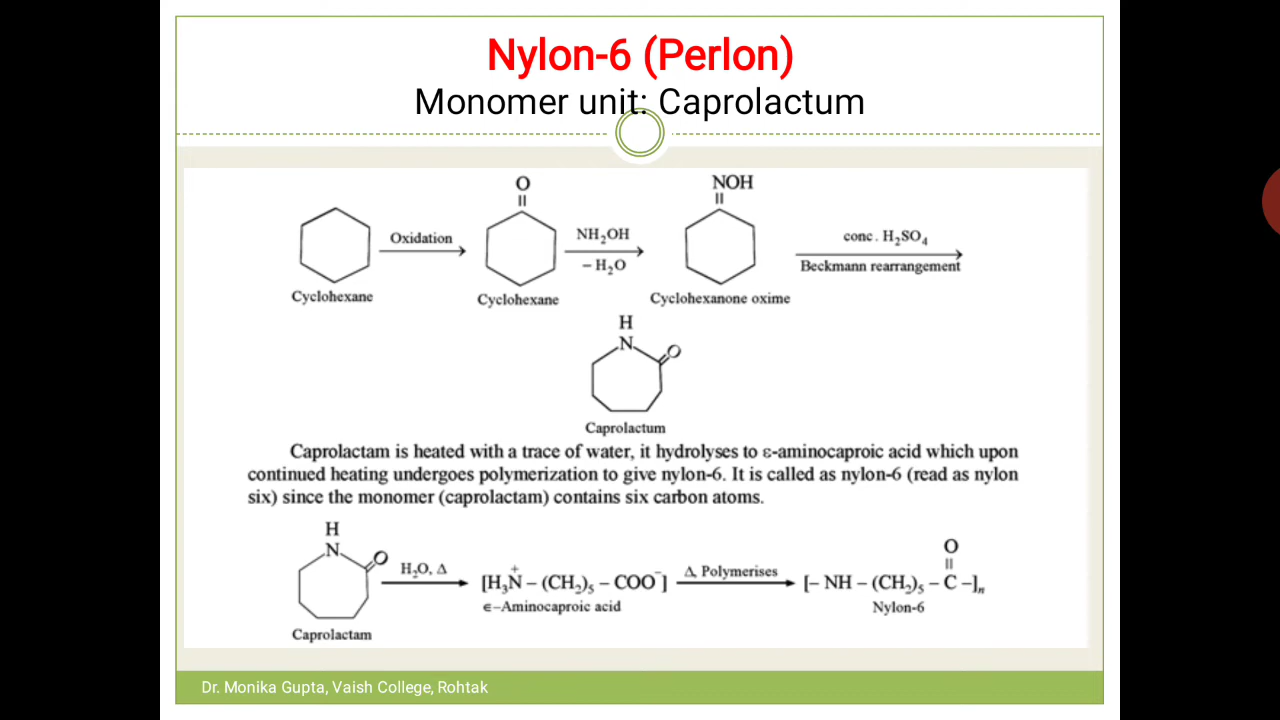 Nylon-6 (Perlon)
Monomer unit: Caprolactum
O
NOH
Oxidation
NH₂OH
– H₂O
conc. H₂SO₄
Beckmann rearrangement
Cyclohexane
Cyclohexane
Cyclohexanone oxime
H
N
O
Caprolactum
Caprolactam is heated with a trace of water, it hydrolyses to ε-aminocaproic acid which upon
continued heating undergoes polymerization to give nylon-6. It is called as nylon-6 (read as nylon
six) since the monomer (caprolactam) contains six carbon atoms.
H
N
O
H₂O, Δ
[H₃N⁺ – (CH₂)₅ – COO⁻]
Δ, Polymerises
O
[– NH – (CH₂)₅ – C –]ₙ
Caprolactam
∈–Aminocaproic acid
Nylon-6
Dr. Monika Gupta, Vaish College, Rohtak